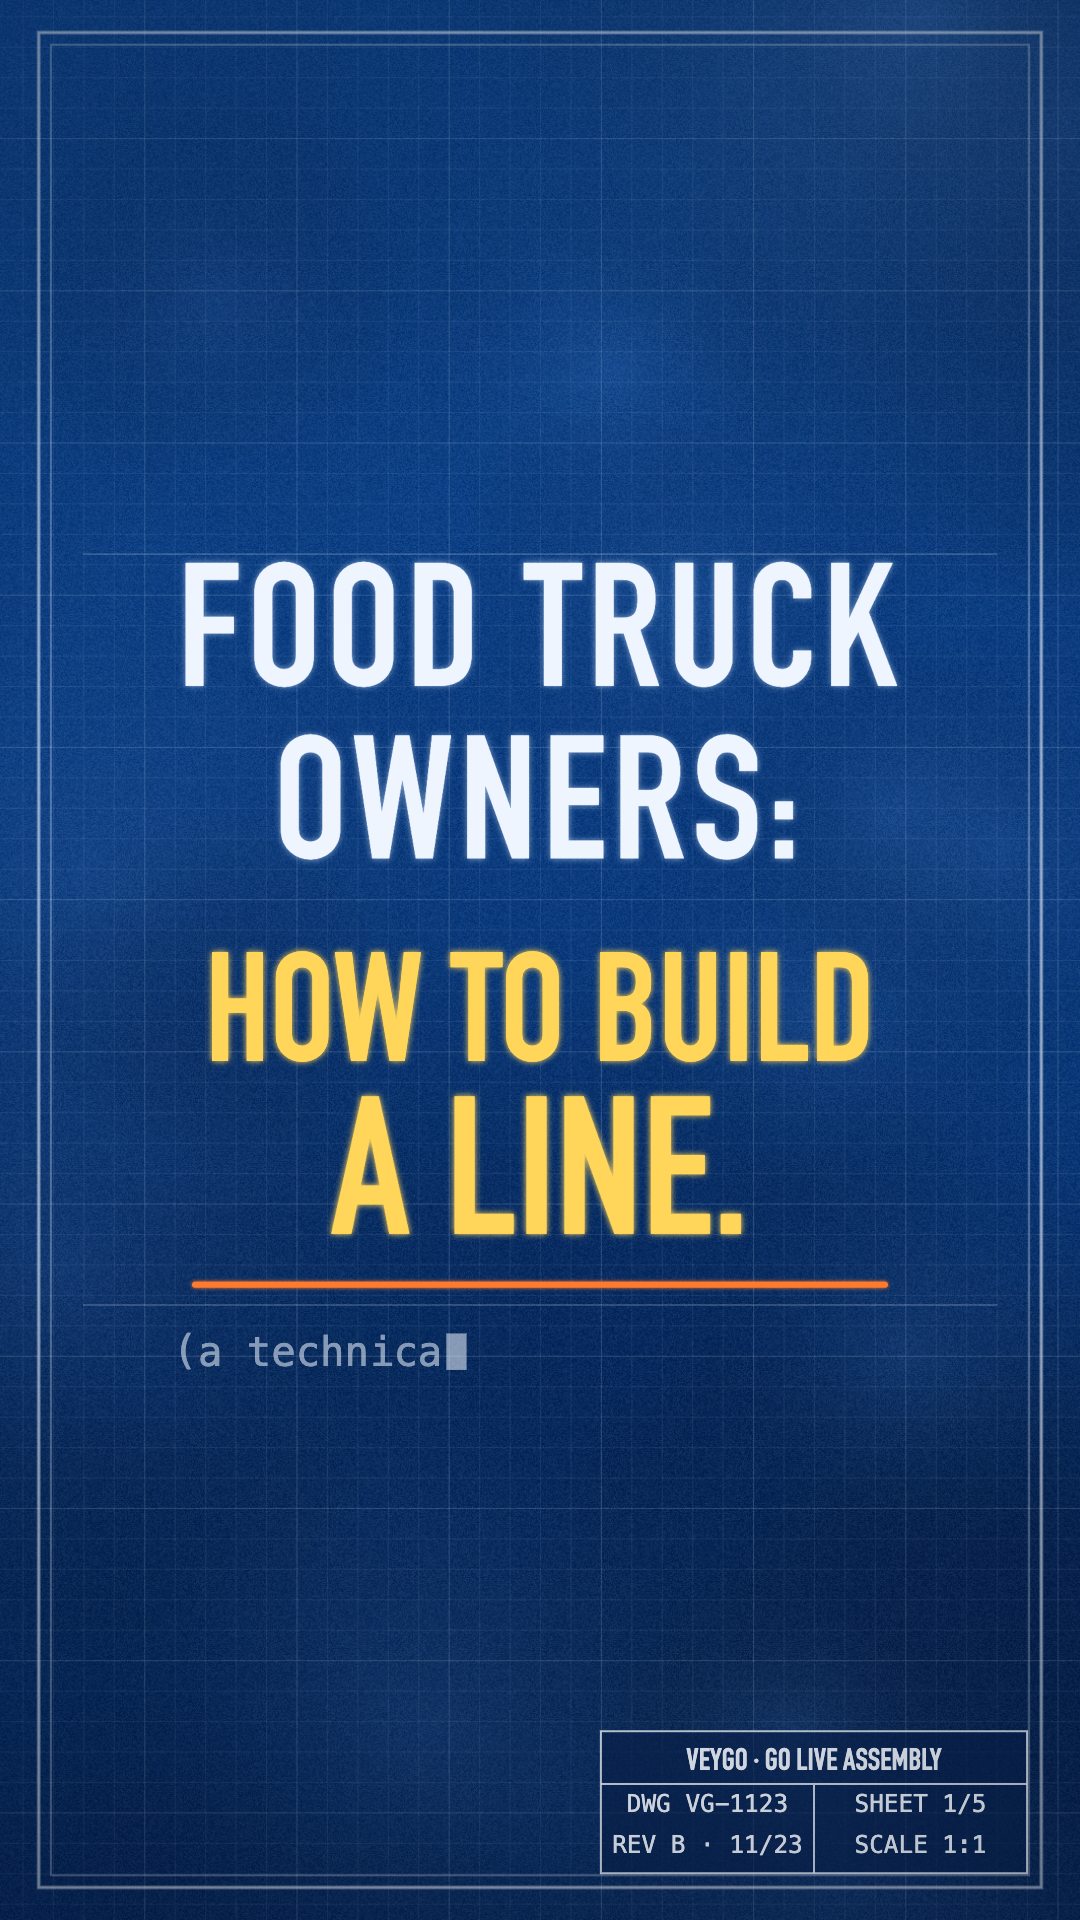 FOOD TRUCK
OWNERS:
HOW TO BUILD
A LINE.
(a technica
VEYGO · GO LIVE ASSEMBLY
DWG VG–1123
SHEET 1/5
REV B · 11/23
SCALE 1:1